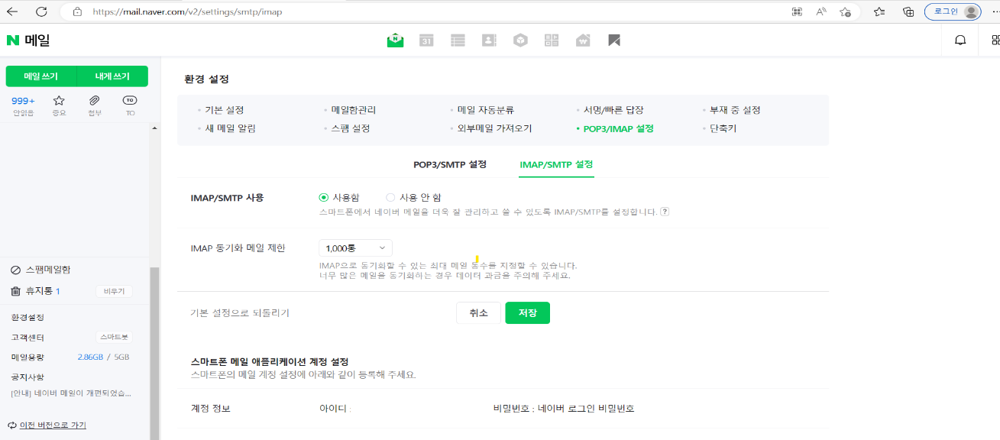 https://mail.naver.com/v2/settings/smtp/imap
로그인
N 메일
31
메일 쓰기 내게 쓰기
999+ 안읽음
중요
첨부
TO TO
스팸메일함
휴지통 1 비우기
환경설정
고객센터 스마트봇
메일용량 2.86GB / 5GB
공지사항
[안내] 네이버 메일이 개편되었습...
이전 버전으로 가기
환경 설정
기본 설정 메일함관리 메일 자동분류 서명/빠른 답장 부재 중 설정
새 메일 알림 스팸 설정 외부메일 가져오기 POP3/IMAP 설정 단축키
POP3/SMTP 설정 IMAP/SMTP 설정
IMAP/SMTP 사용 사용함 사용 안 함
스마트폰에서 네이버 메일을 더욱 잘 관리하고 쓸 수 있도록 IMAP/SMTP를 설정합니다. ?
IMAP 동기화 메일 제한 1,000통
IMAP으로 동기화할 수 있는 최대 메일 통수를 지정할 수 있습니다.
너무 많은 메일을 동기화하는 경우 데이터 과금을 주의해 주세요.
기본 설정으로 되돌리기 취소 저장
스마트폰 메일 애플리케이션 계정 설정
스마트폰의 메일 계정 설정에 아래와 같이 등록해 주세요.
계정 정보 아이디 : 비밀번호 : 네이버 로그인 비밀번호